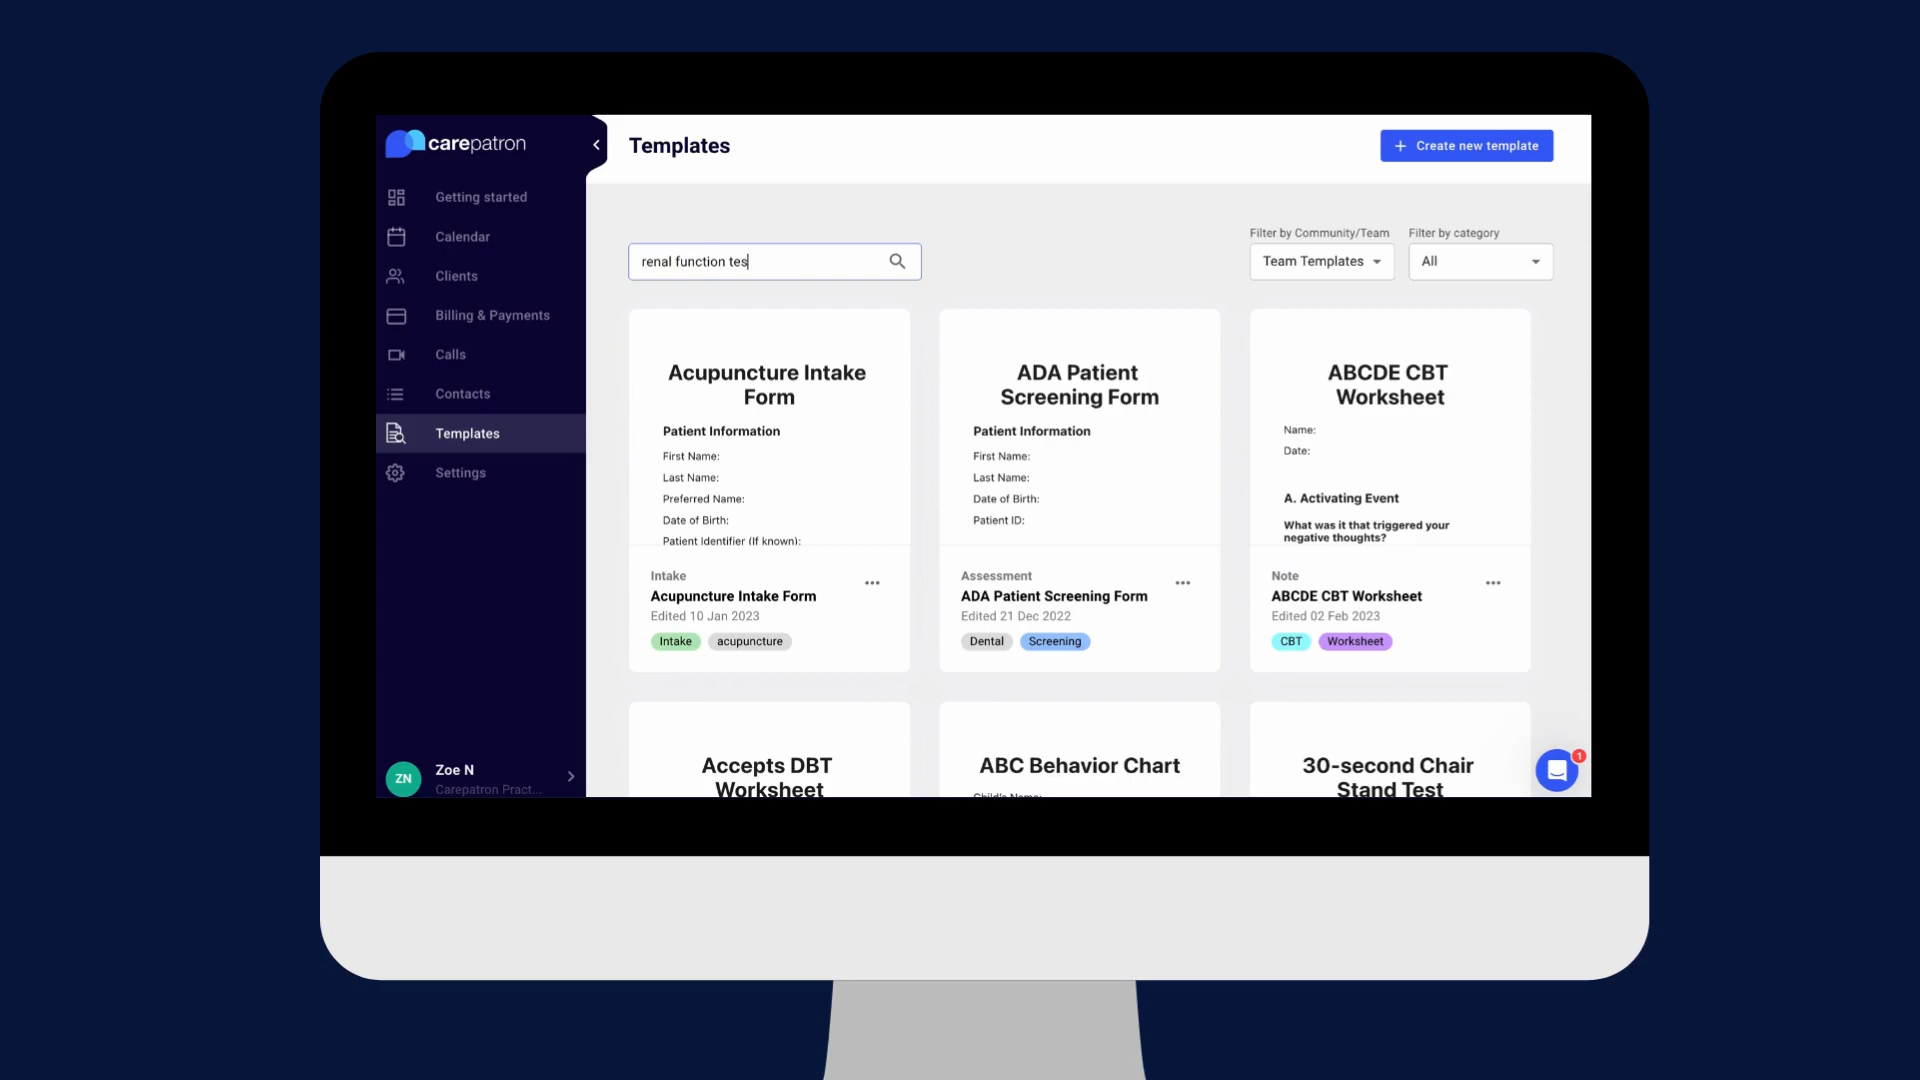 carepatron
Templates
+ Create new template
Getting started
Calendar
Clients
Billing & Payments
Calls
Contacts
Templates
Settings
Filter by Community/Team
Filter by category
renal function tes
Team Templates
All
Acupuncture Intake
Form
Patient Information
First Name:
Last Name:
Preferred Name:
Date of Birth:
Patient Identifier (If known):
Intake
Acupuncture Intake Form
Edited 10 Jan 2023
Intake
acupuncture
ADA Patient
Screening Form
Patient Information
First Name:
Last Name:
Date of Birth:
Patient ID:
Assessment
ADA Patient Screening Form
Edited 21 Dec 2022
Dental
Screening
ABCDE CBT
Worksheet
Name:
Date:
A. Activating Event
What was it that triggered your
negative thoughts?
Note
ABCDE CBT Worksheet
Edited 02 Feb 2023
CBT
Worksheet
Accepts DBT
Worksheet
ABC Behavior Chart
Child's Name:
30-second Chair
Stand Test
1
ZN
Zoe N
Carepatron Pract...